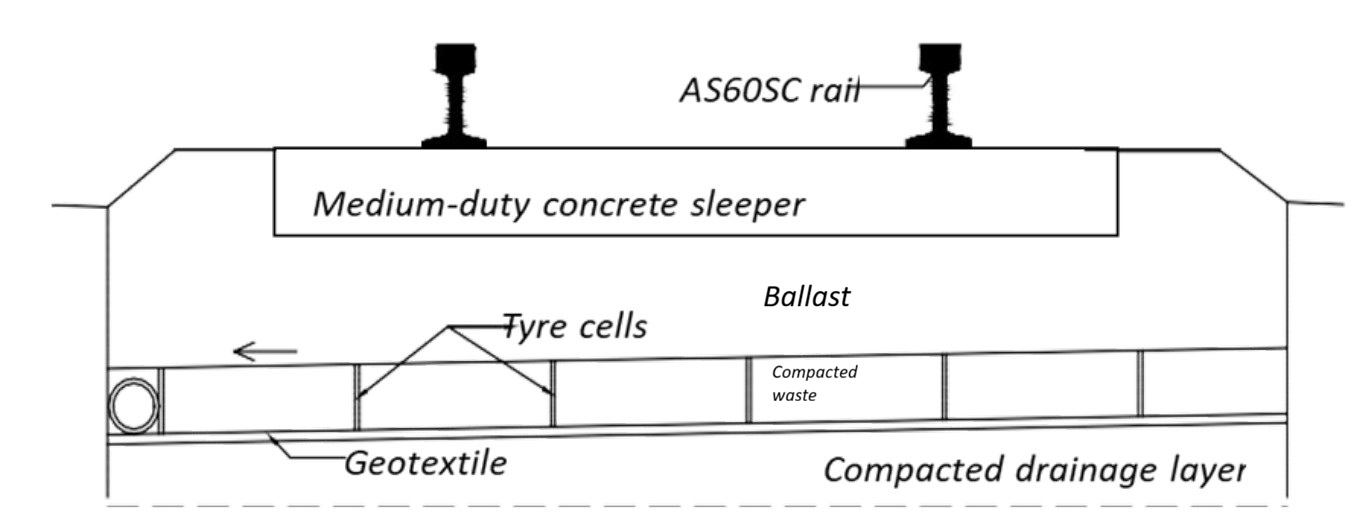 AS60SC rail
Medium-duty concrete sleeper
Ballast
Tyre cells
Compacted
waste
Geotextile
Compacted drainage layer